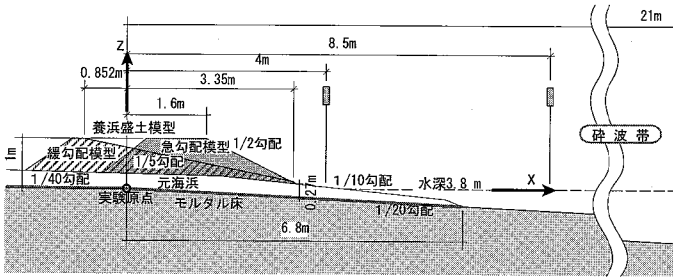 21m
Z
8.5m
4m
0.852m
3.35m
1.6m
養浜盛土模型
急勾配模型
1/2勾配
緩勾配模型
1/5勾配
1m
砕波帯
1/40勾配
元海浜
0.27m
1/10勾配
水深3.8 m
X
実験原点
モルタル床
1/20勾配
6.8m